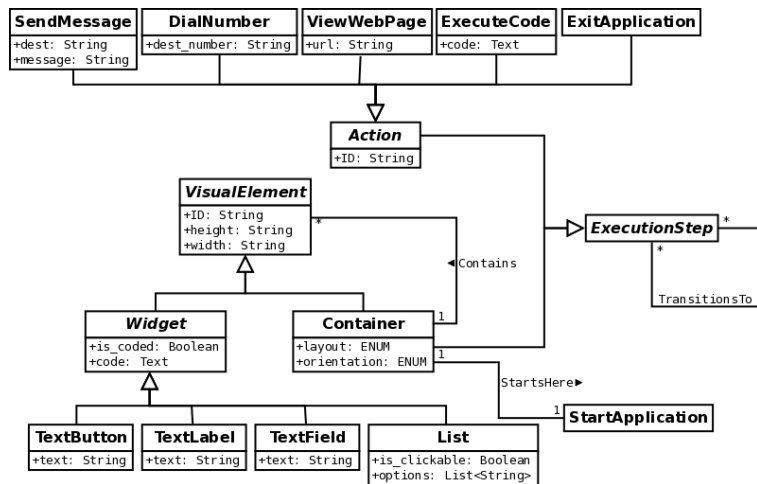 SendMessage
+dest: String
+message: String
DialNumber
+dest_number: String
ViewWebPage
+url: String
ExecuteCode
+code: Text
ExitApplication
Action
+ID: String
VisualElement
+ID: String
+height: String
+width: String
*
◄Contains
1
ExecutionStep
*
*
TransitionsTo
Widget
+is_coded: Boolean
+code: Text
Container
+layout: ENUM
+orientation: ENUM
1
StartsHere►
1
StartApplication
TextButton
+text: String
TextLabel
+text: String
TextField
+text: String
List
+is_clickable: Boolean
+options: List<String>